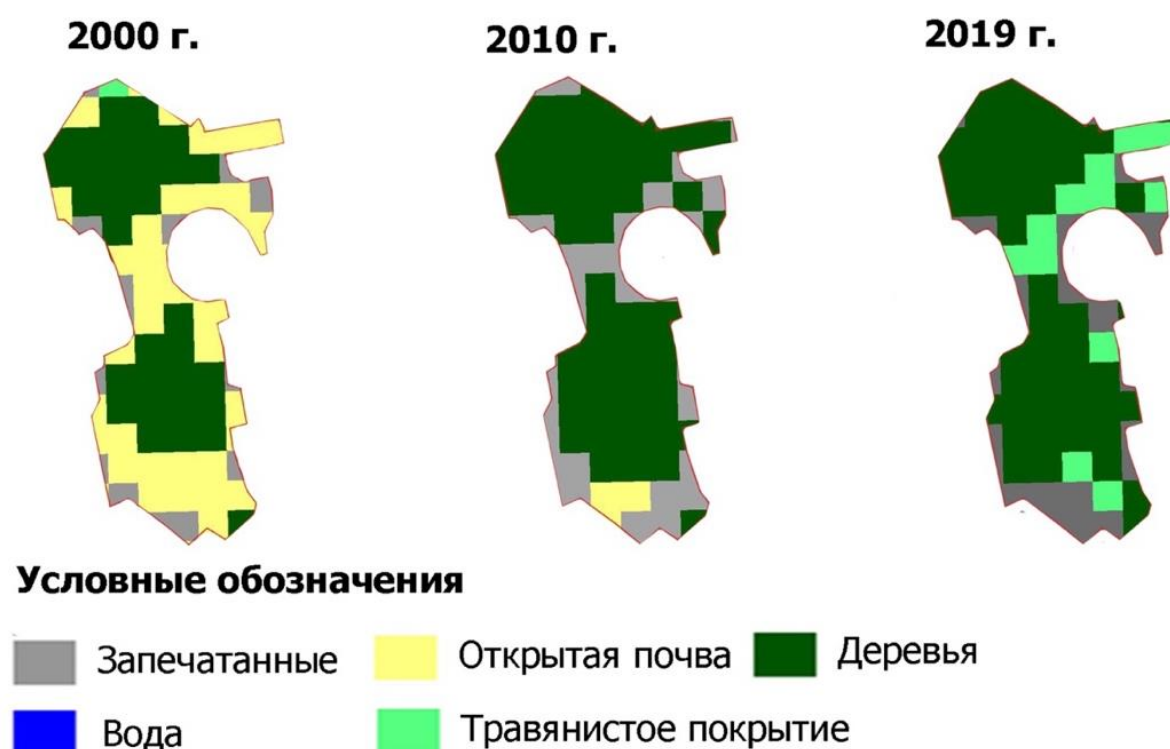 2000 г.
2010 г.
2019 г.
Условные обозначения
Запечатанные
Открытая почва
Деревья
Вода
Травянистое покрытие